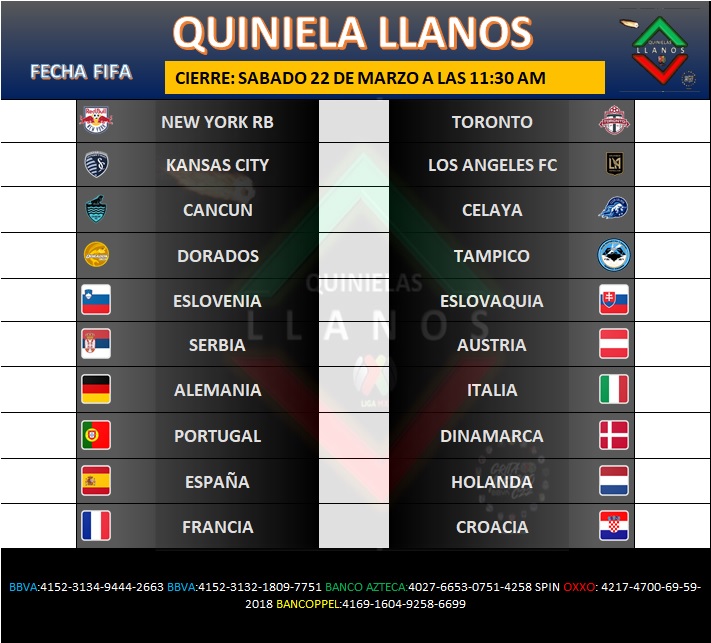 QUINIELA LLANOS
QUINIELAS
LLANOS
FECHA FIFA
CIERRE: SABADO 22 DE MARZO A LAS 11:30 AM
NEW YORK RB TORONTO
KANSAS CITY LOS ANGELES FC
CANCUN CELAYA
DORADOS TAMPICO
ESLOVENIA ESLOVAQUIA
QUINIELAS
LLANOS
SERBIA AUSTRIA
ALEMANIA ITALIA
LIGA MX
PORTUGAL DINAMARCA
ESPAÑA HOLANDA
FRANCIA CROACIA
BBVA:4152-3134-9444-2663 BBVA:4152-3132-1809-7751 BANCO AZTECA:4027-6653-0751-4258 SPIN OXXO: 4217-4700-69-59-
2018 BANCOPPEL:4169-1604-9258-6699